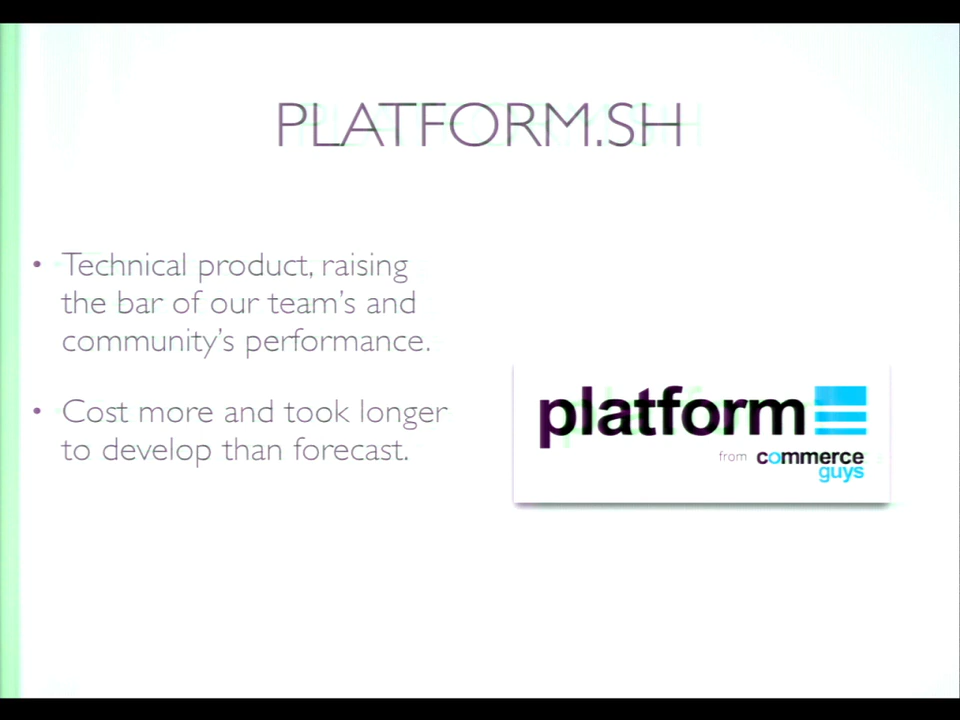 PLATFORM.SH
• Technical product, raising
the bar of our team's and
community's performance.
• Cost more and took longer
to develop than forecast.
platform
from commerce
guys